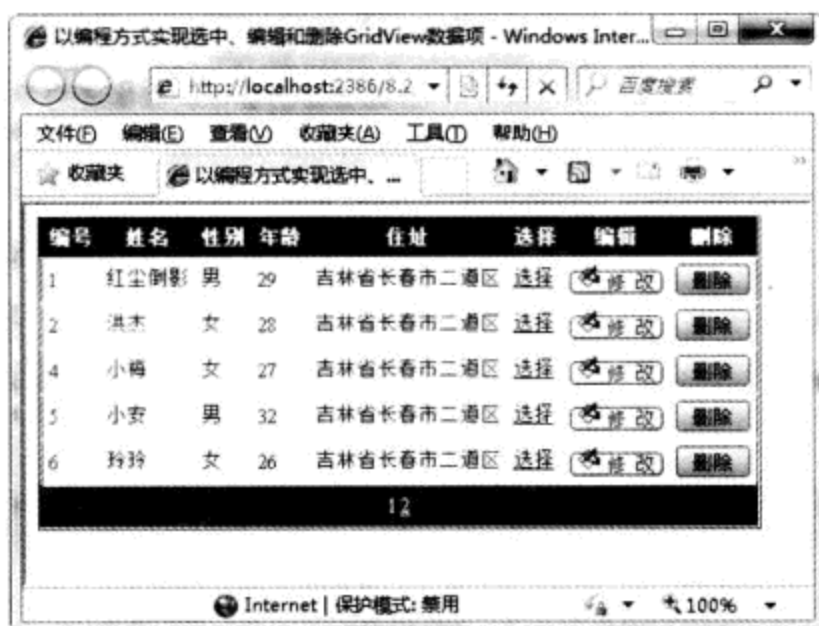 以编程方式实现选中、编辑和删除GridView数据项 - Windows Inter...
http://localhost:2386/8.2 百度搜索
文件(F) 编辑(E) 查看(V) 收藏夹(A) 工具(T) 帮助(H)
收藏夹 以编程方式实现选中、...
编号 姓名 性别 年龄 住址 选择 编辑 删除
1 红尘倒影 男 29 吉林省长春市二道区 选择 修改 删除
2 洪杰 女 28 吉林省长春市二道区 选择 修改 删除
4 小梅 女 27 吉林省长春市二道区 选择 修改 删除
5 小安 男 32 吉林省长春市二道区 选择 修改 删除
6 玲玲 女 26 吉林省长春市二道区 选择 修改 删除
1 2
Internet | 保护模式: 禁用 100%